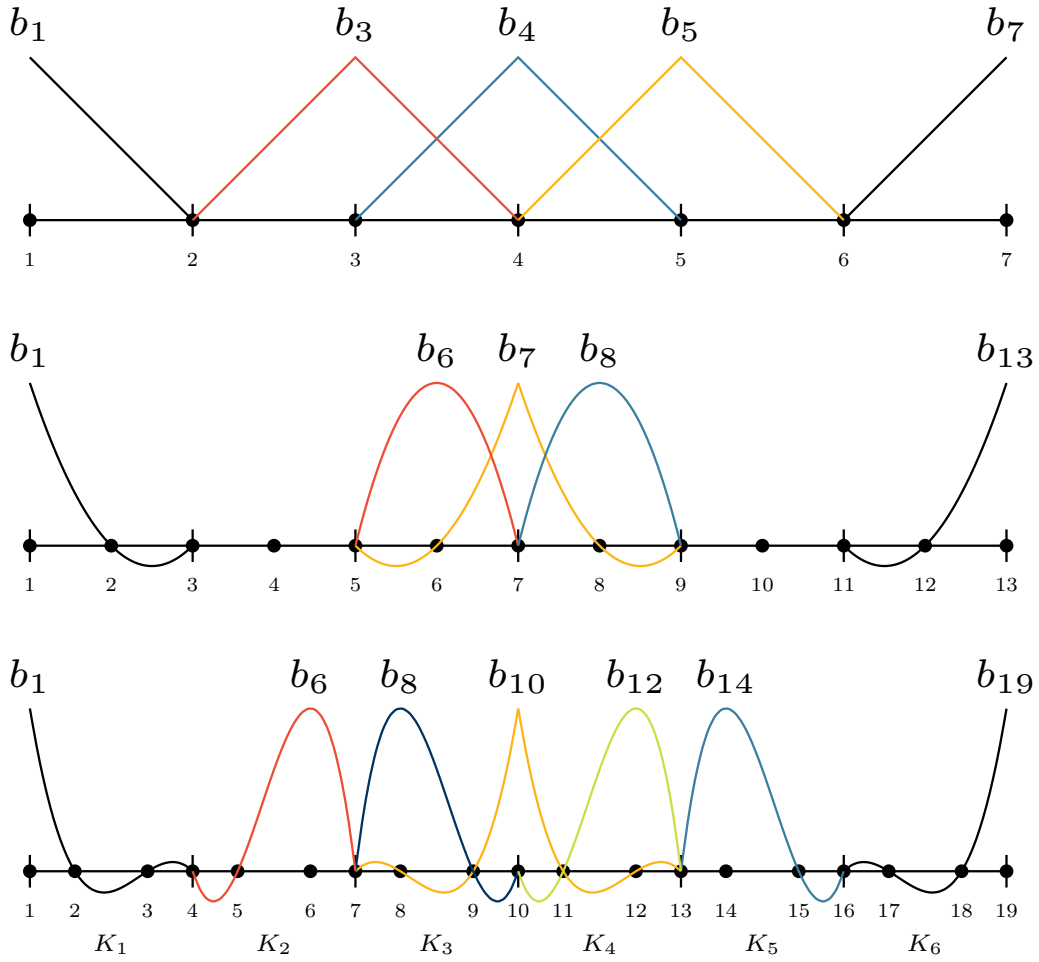 b₁ b₃ b₄ b₅ b₇
1 2 3 4 5 6 7
b₁ b₆ b₇ b₈ b₁₃
1 2 3 4 5 6 7 8 9 10 11 12 13
b₁ b₆ b₈ b₁₀ b₁₂ b₁₄ b₁₉
1 2 3 4 5 6 7 8 9 10 11 12 13 14 15 16 17 18 19
K₁ K₂ K₃ K₄ K₅ K₆